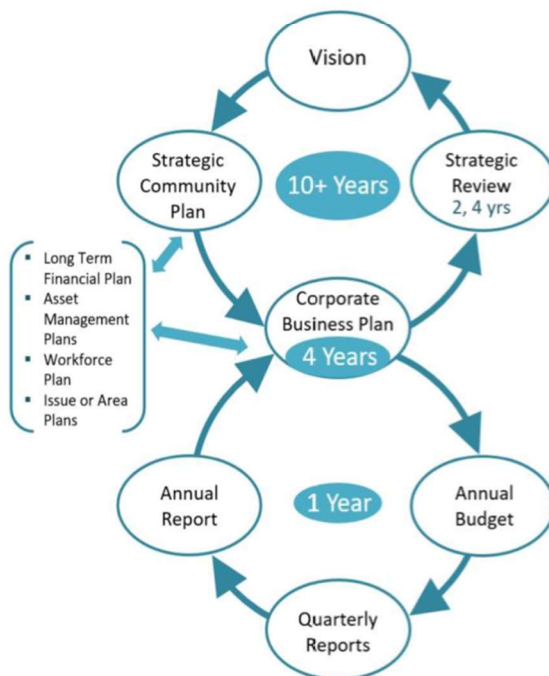 Vision
Strategic
Community
Plan
10+ Years
Strategic
Review
2, 4 yrs
▪ Long Term
Financial Plan
▪ Asset
Management
Plans
▪ Workforce
Plan
▪ Issue or Area
Plans
Corporate
Business Plan
4 Years
Annual
Report
1 Year
Annual
Budget
Quarterly
Reports